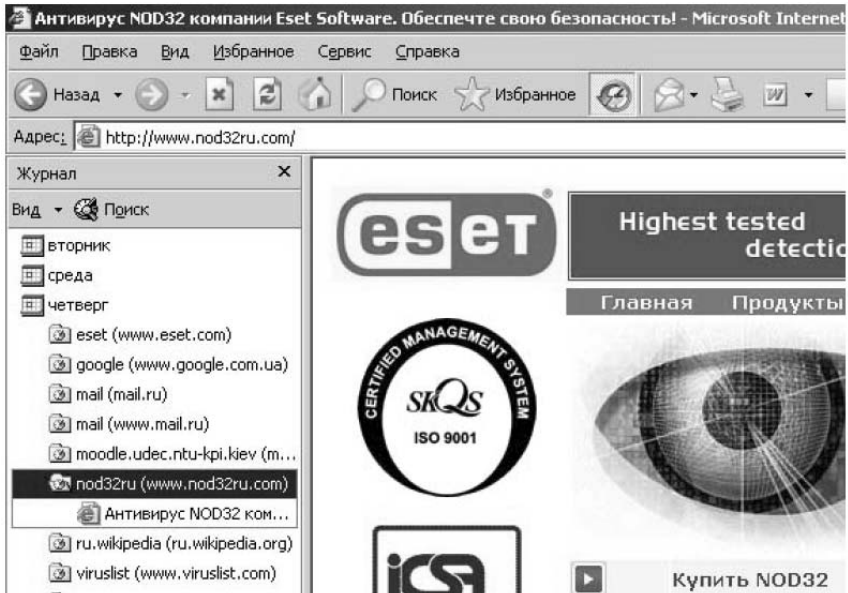 Антивирус NOD32 компании Eset Software. Обеспечте свою безопасность! - Microsoft Internet
Файл Правка Вид Избранное Сервис Справка
Назад Поиск Избранное W
Адрес: http://www.nod32ru.com/
Журнал
Вид Поиск
вторник
среда
четверг
eset (www.eset.com)
google (www.google.com.ua)
mail (mail.ru)
mail (www.mail.ru)
moodle.udec.ntu-kpi.kiev (m...
nod32ru (www.nod32ru.com)
Антивирус NOD32 ком...
ru.wikipedia (ru.wikipedia.org)
viruslist (www.viruslist.com)
eseT ®
Highest tested
detectio
Главная Продукты
CERTIFIED MANAGEMENT SYSTEM
SKQS
ISO 9001
ICSA
Купить NOD32